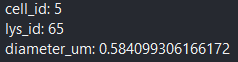 cell_id: 5
lys_id: 65
diameter_um: 0.584099306166172